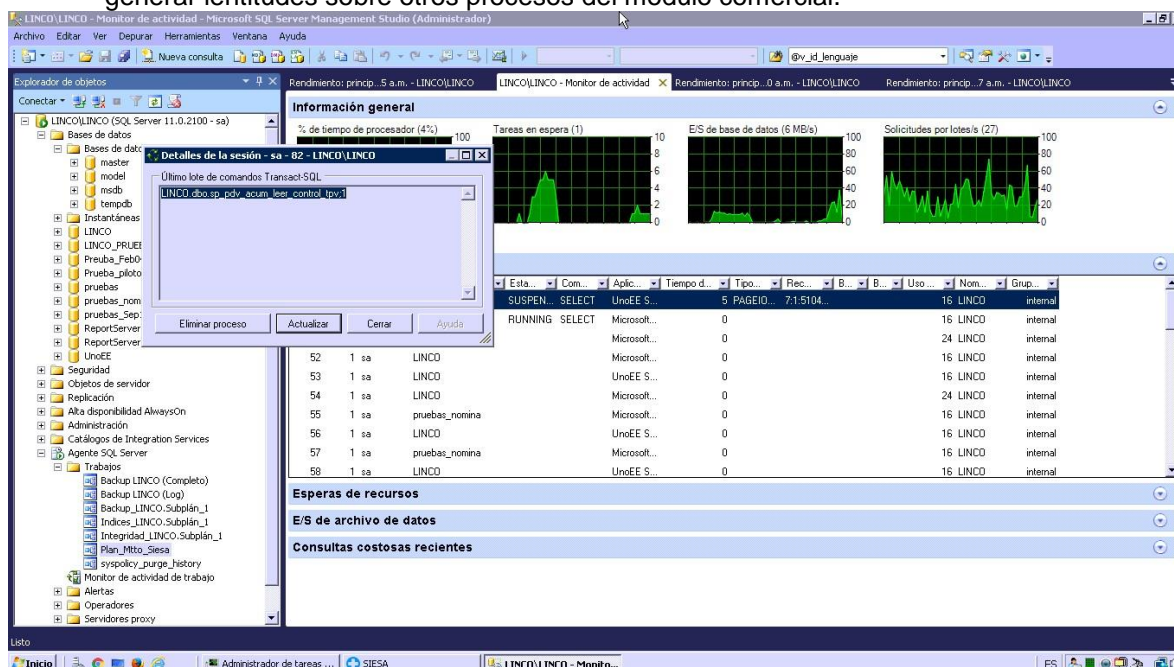 generar lentitudes sobre otros procesos del módulo comercial.
LINCO\LINCO - Monitor de actividad - Microsoft SQL Server Management Studio (Administrador)
Archivo Editar Ver Depurar Herramientas Ventana Ayuda
Nueva consulta
@v_id_lenguaje
Explorador de objetos
Rendimiento: princip...5 a.m. - LINCO\LINCO
LINCO\LINCO - Monitor de actividad
Rendimiento: princip...0 a.m. - LINCO\LINCO
Rendimiento: princip...7 a.m. - LINCO\LINCO
Conectar
LINCO\LINCO (SQL Server 11.0.2100 - sa)
Bases de datos
Bases de dato
master
model
msdb
tempdb
Instantáneas
LINCO
LINCO_PRUEB
Preuba_Feb0
Prueba_piloto
pruebas
pruebas_nom
pruebas_Sep1
ReportServer
ReportServer
UnoEE
Seguridad
Objetos de servidor
Replicación
Alta disponibilidad AlwaysOn
Administración
Catálogos de Integration Services
Agente SQL Server
Trabajos
Backup LINCO (Completo)
Backup LINCO (Log)
Backup_LINCO.Subplán_1
Indices_LINCO.Subplán_1
Integridad_LINCO.Subplán_1
Plan_Mtto_Siesa
syspolicy_purge_history
Monitor de actividad de trabajo
Alertas
Operadores
Servidores proxy
Información general
% de tiempo de procesador (4%)
100
Tareas en espera (1)
10
8
6
4
2
0
E/S de base de datos (6 MB/s)
100
80
60
40
20
0
Solicitudes por lotes/s (27)
100
80
60
40
20
0
Detalles de la sesión - sa - 82 - LINCO\LINCO
Último lote de comandos Transact-SQL
LINCO.dbo.sp_pdv_acum_leer_control_tpv;1
Eliminar proceso Actualizar Cerrar Ayuda
Esta... Com... Aplic... Tiempo d... Tipo... Rec... B... B... Uso ... Nom... Grup...
SUSPEN... SELECT UnoEE S... 5 PAGEIO... 7:1:5104... 16 LINCO internal
RUNNING SELECT Microsoft... 0 16 LINCO internal
Microsoft... 0 24 LINCO internal
52 1 sa LINCO Microsoft... 0 16 LINCO internal
53 1 sa LINCO UnoEE S... 0 16 LINCO internal
54 1 sa LINCO Microsoft... 0 24 LINCO internal
55 1 sa pruebas_nomina Microsoft... 0 16 LINCO internal
56 1 sa LINCO UnoEE S... 0 16 LINCO internal
57 1 sa pruebas_nomina Microsoft... 0 16 LINCO internal
58 1 sa LINCO UnoEE S... 0 16 LINCO internal
Esperas de recursos
E/S de archivo de datos
Consultas costosas recientes
Listo
Inicio
Administrador de tareas ...
SIESA
LINCO\LINCO - Monito...
ES